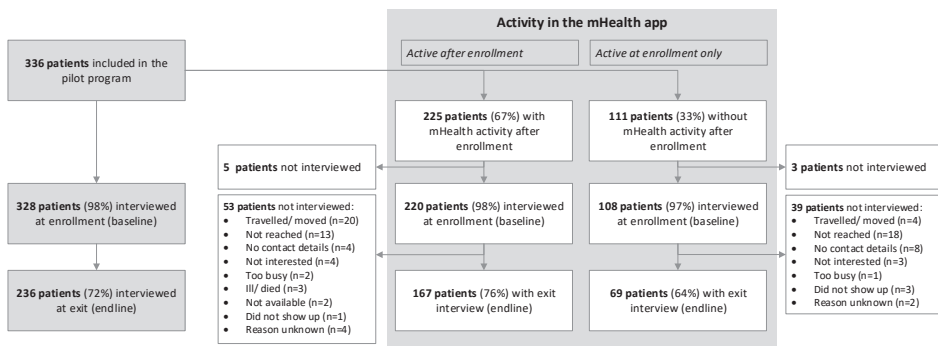 Activity in the mHealth app
Active after enrollment
Active at enrollment only
336 patients included in the
pilot program
225 patients (67%) with
mHealth activity after
enrollment
111 patients (33%) without
mHealth activity after
enrollment
5 patients not interviewed
3 patients not interviewed
328 patients (98%) interviewed
at enrollment (baseline)
220 patients (98%) interviewed
at enrollment (baseline)
108 patients (97%) interviewed
at enrollment (baseline)
53 patients not interviewed:
• Travelled/ moved (n=20)
• Not reached (n=13)
• No contact details (n=4)
• Not interested (n=4)
• Too busy (n=2)
• Ill/ died (n=3)
• Not available (n=2)
• Did not show up (n=1)
• Reason unknown (n=4)
39 patients not interviewed:
• Travelled/ moved (n=4)
• Not reached (n=18)
• No contact details (n=8)
• Not interested (n=3)
• Too busy (n=1)
• Did not show up (n=3)
• Reason unknown (n=2)
236 patients (72%) interviewed
at exit (endline)
167 patients (76%) with exit
interview (endline)
69 patients (64%) with exit
interview (endline)